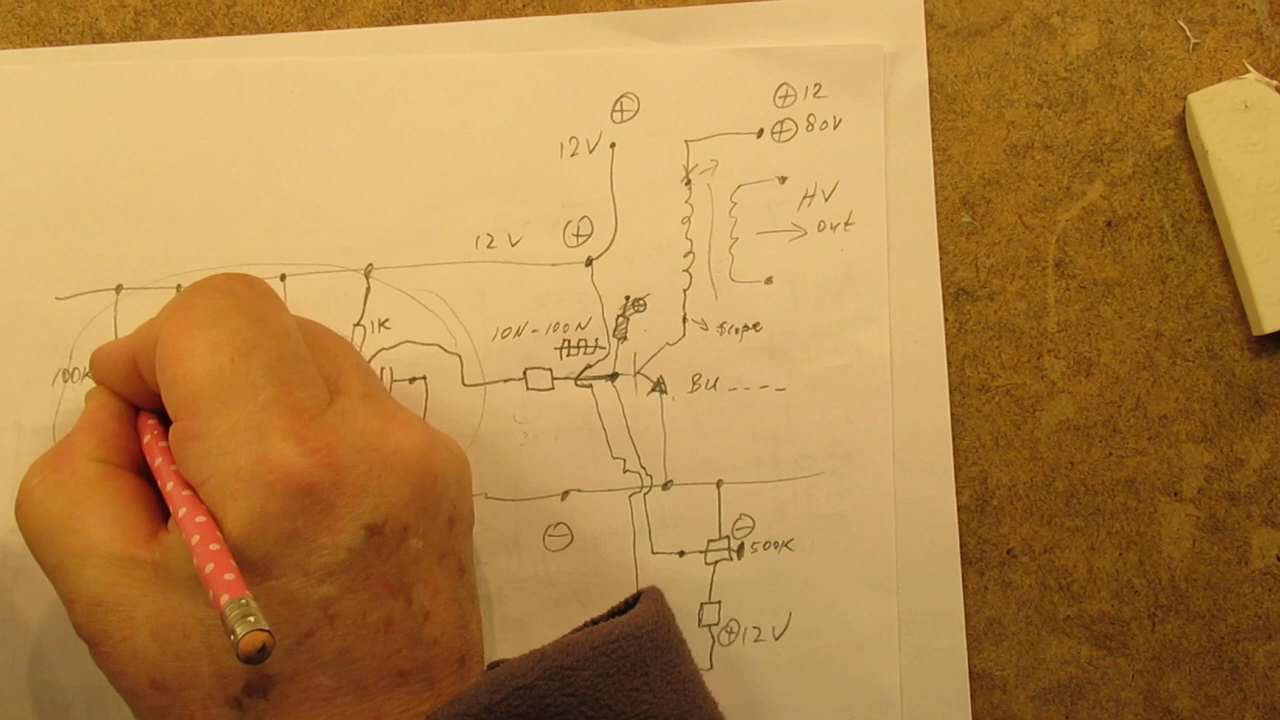 ⊕ 12
⊕ 80V
⊕
12V
HV
out
12V ⊕
1K
10N-100N
⊕
→ Scope
100K
BU ----
⊖
⊖
500K
⊕12V